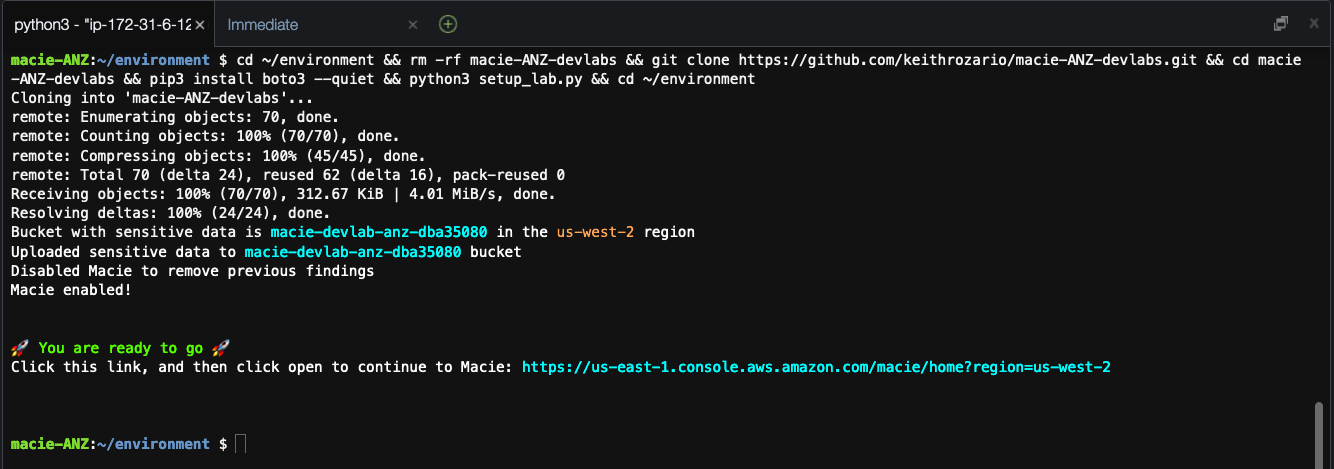 python3 - "ip-172-31-6-12 × Immediate ×
macie-ANZ:~/environment $ cd ~/environment && rm -rf macie-ANZ-devlabs && git clone https://github.com/keithrozario/macie-ANZ-devlabs.git && cd macie
-ANZ-devlabs && pip3 install boto3 --quiet && python3 setup_lab.py && cd ~/environment
Cloning into 'macie-ANZ-devlabs'...
remote: Enumerating objects: 70, done.
remote: Counting objects: 100% (70/70), done.
remote: Compressing objects: 100% (45/45), done.
remote: Total 70 (delta 24), reused 62 (delta 16), pack-reused 0
Receiving objects: 100% (70/70), 312.67 KiB | 4.01 MiB/s, done.
Resolving deltas: 100% (24/24), done.
Bucket with sensitive data is macie-devlab-anz-dba35080 in the us-west-2 region
Uploaded sensitive data to macie-devlab-anz-dba35080 bucket
Disabled Macie to remove previous findings
Macie enabled!
🚀 You are ready to go 🚀
Click this link, and then click open to continue to Macie: https://us-east-1.console.aws.amazon.com/macie/home?region=us-west-2
macie-ANZ:~/environment $